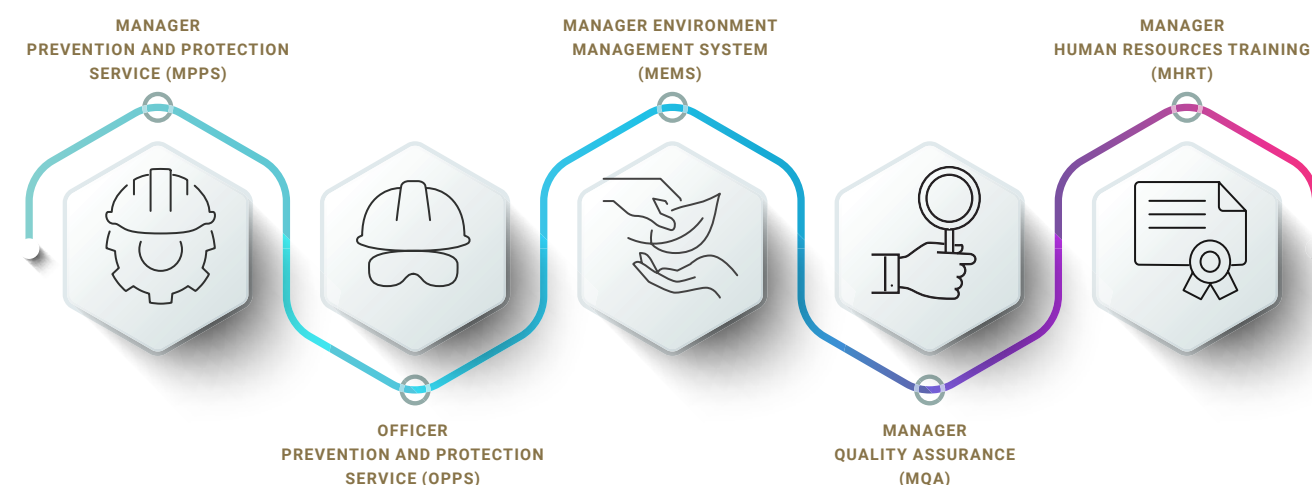 MANAGER
PREVENTION AND PROTECTION
SERVICE (MPPS)
OFFICER
PREVENTION AND PROTECTION
SERVICE (OPPS)
MANAGER ENVIRONMENT
MANAGEMENT SYSTEM
(MEMS)
MANAGER
QUALITY ASSURANCE
(MQA)
MANAGER
HUMAN RESOURCES TRAINING
(MHRT)